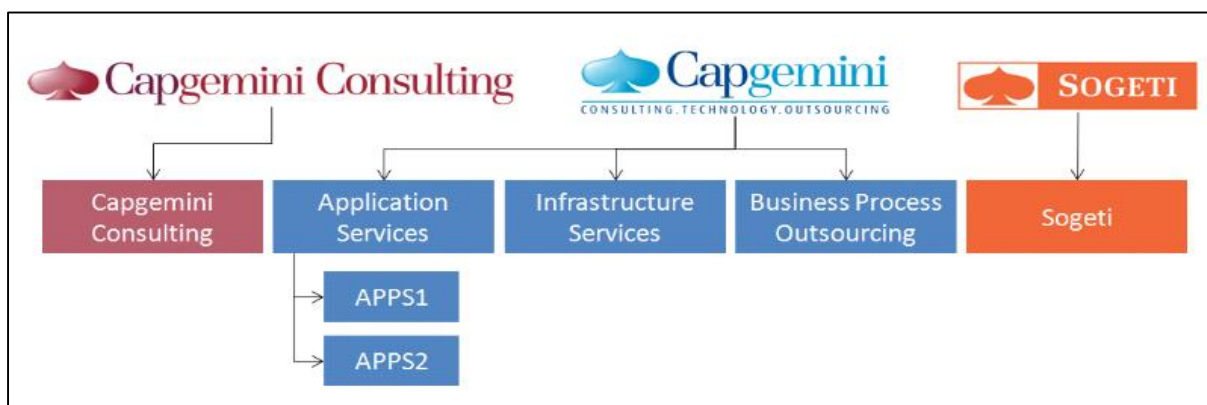 Capgemini Consulting
Capgemini
CONSULTING.TECHNOLOGY.OUTSOURCING
SOGETI
Capgemini
Consulting
Application
Services
Infrastructure
Services
Business Process
Outsourcing
Sogeti
APPS1
APPS2